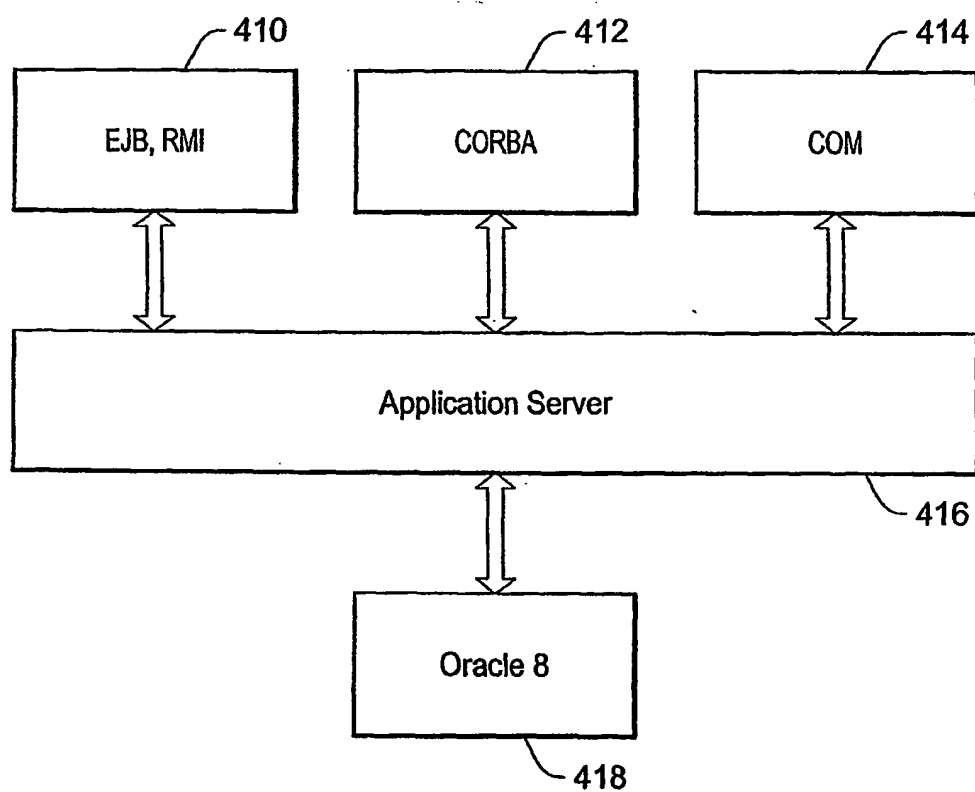 410
412
414
EJB, RMI
CORBA
COM
Application Server
416
Oracle 8
418